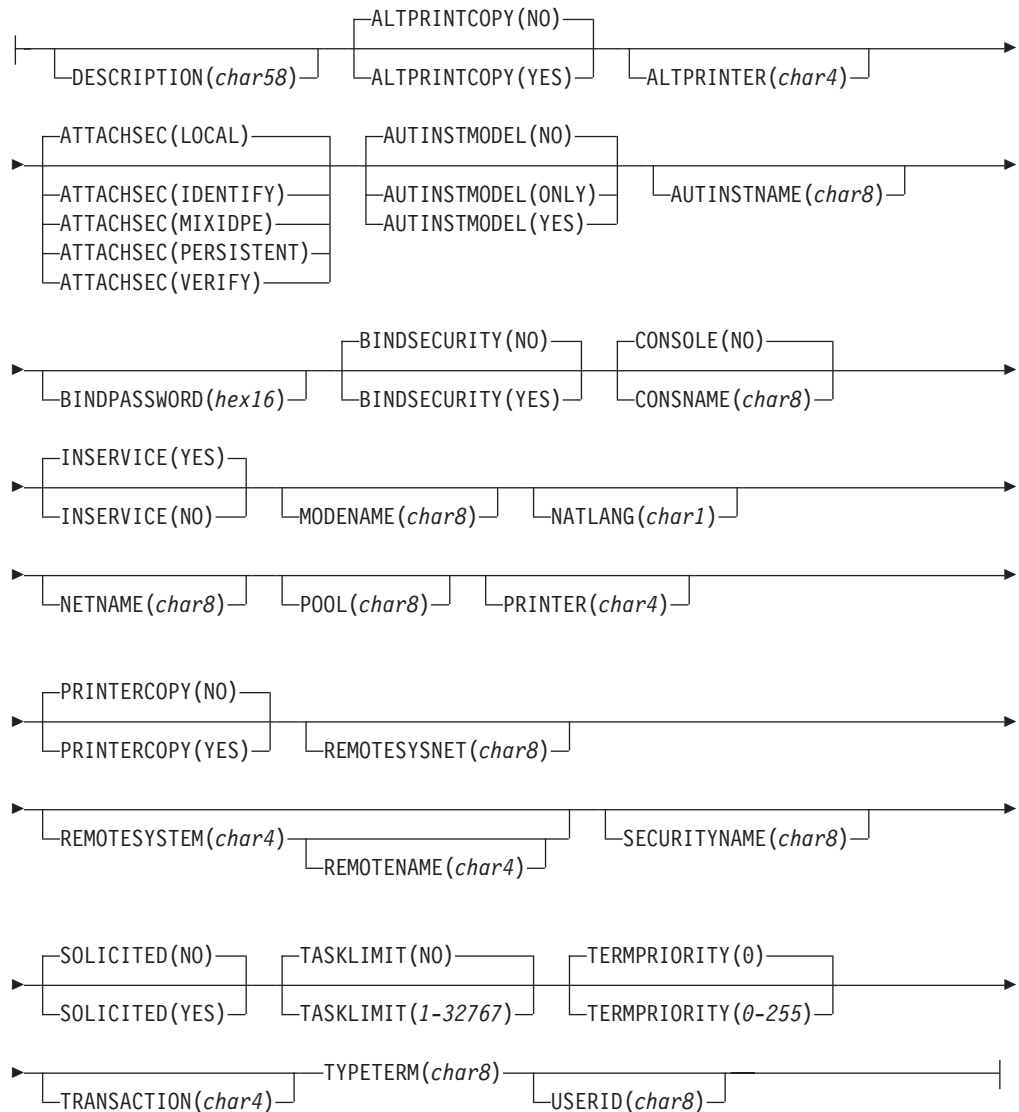 ALTPRINTCOPY(NO)
DESCRIPTION(char58) ALTPRINTCOPY(YES) ALTPRINTER(char4)
ATTACHSEC(LOCAL) AUTINSTMODEL(NO)
ATTACHSEC(IDENTIFY) AUTINSTMODEL(ONLY) AUTINSTNAME(char8)
ATTACHSEC(MIXIDPE) AUTINSTMODEL(YES)
ATTACHSEC(PERSISTENT)
ATTACHSEC(VERIFY)
BINDSECURITY(NO) CONSOLE(NO)
BINDPASSWORD(hex16) BINDSECURITY(YES) CONSNAME(char8)
INSERVICE(YES)
INSERVICE(NO) MODENAME(char8) NATLANG(char1)
NETNAME(char8) POOL(char8) PRINTER(char4)
PRINTERCOPY(NO)
PRINTERCOPY(YES) REMOTESYSNET(char8)
REMOTESYSTEM(char4) SECURITYNAME(char8)
REMOTENAME(char4)
SOLICITED(NO) TASKLIMIT(NO) TERMPRIORITY(0)
SOLICITED(YES) TASKLIMIT(1-32767) TERMPRIORITY(0-255)
TYPETERM(char8)
TRANSACTION(char4) USERID(char8)